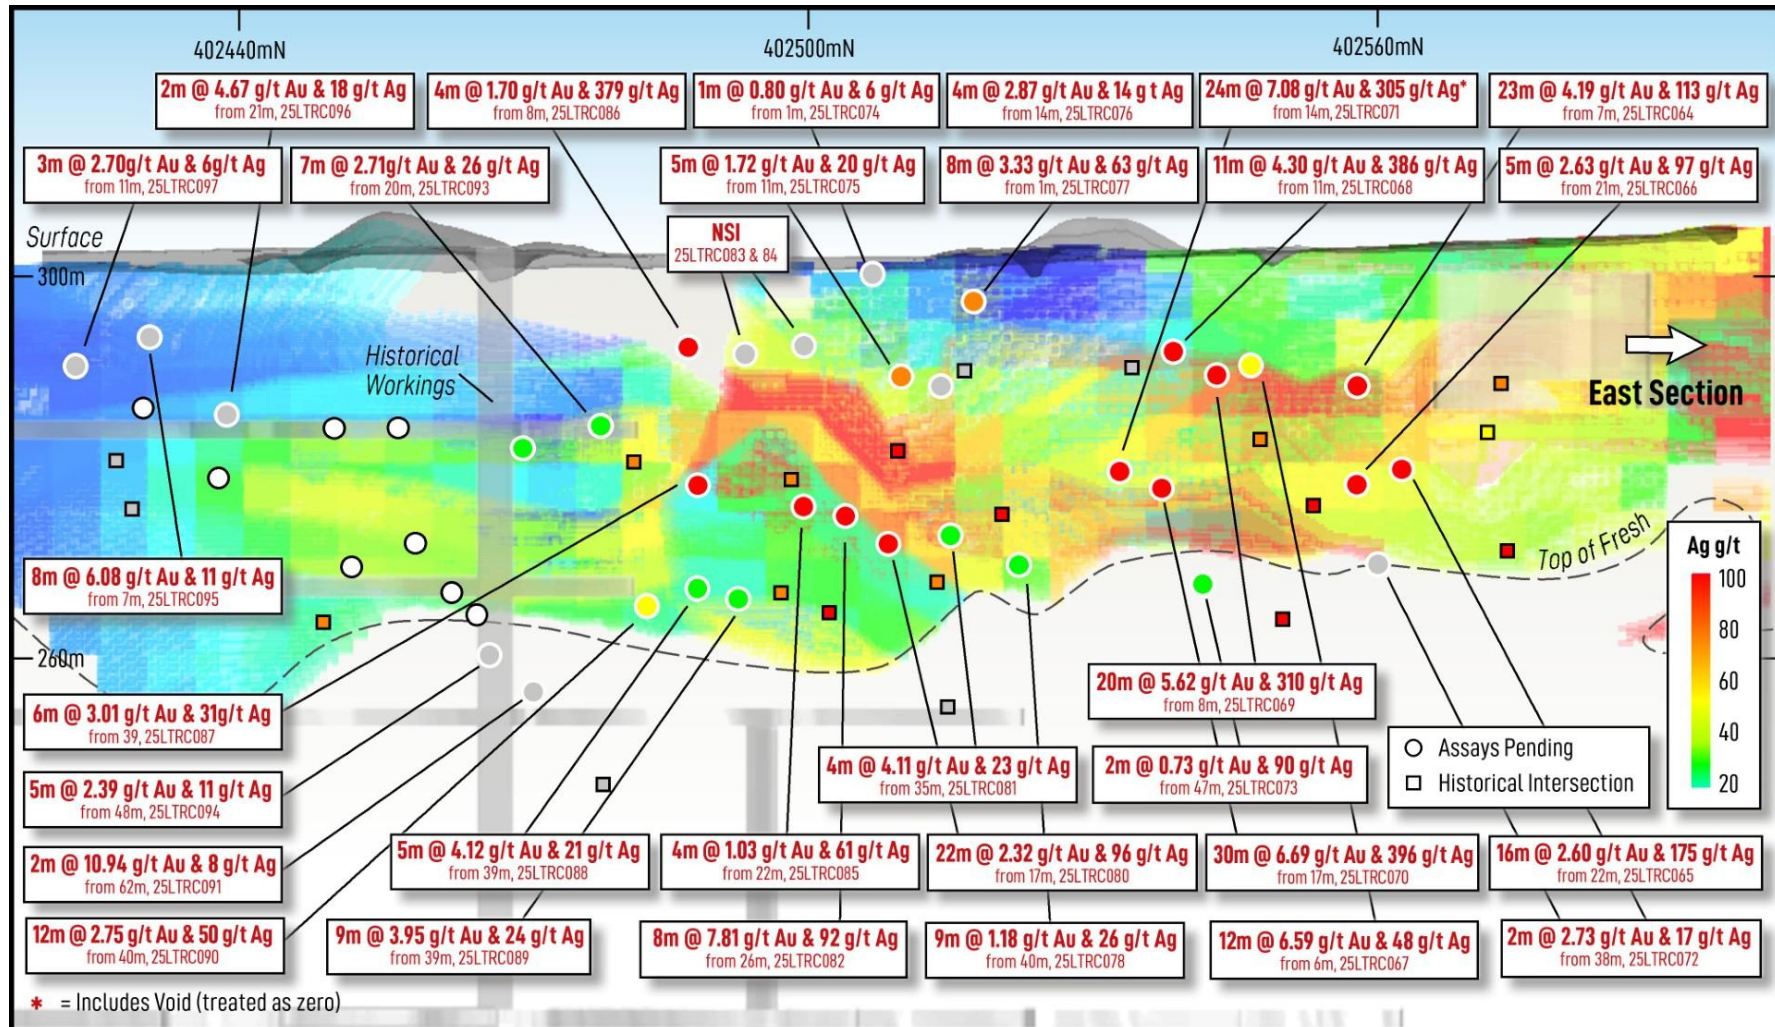 402440mN
402500mN
402560mN
2m @ 4.67 g/t Au & 18 g/t Ag
from 21m, 25LTRC096
4m @ 1.70 g/t Au & 379 g/t Ag
from 8m, 25LTRC086
1m @ 0.80 g/t Au & 6 g/t Ag
from 1m, 25LTRC074
4m @ 2.87 g/t Au & 14 g t Ag
from 14m, 25LTRC076
24m @ 7.08 g/t Au & 305 g/t Ag*
from 14m, 25LTRC071
23m @ 4.19 g/t Au & 113 g/t Ag
from 7m, 25LTRC064
3m @ 2.70g/t Au & 6g/t Ag
from 11m, 25LTRC097
7m @ 2.71g/t Au & 26 g/t Ag
from 20m, 25LTRC093
5m @ 1.72 g/t Au & 20 g/t Ag
from 11m, 25LTRC075
8m @ 3.33 g/t Au & 63 g/t Ag
from 1m, 25LTRC077
11m @ 4.30 g/t Au & 386 g/t Ag
from 11m, 25LTRC068
5m @ 2.63 g/t Au & 97 g/t Ag
from 21m, 25LTRC066
Surface
NSI
25LTRC083 & 84
300m
Historical
Workings
East Section
Top of Fresh
Ag g/t
100
80
60
40
20
8m @ 6.08 g/t Au & 11 g/t Ag
from 7m, 25LTRC095
260m
6m @ 3.01 g/t Au & 31g/t Ag
from 39, 25LTRC087
20m @ 5.62 g/t Au & 310 g/t Ag
from 8m, 25LTRC069
Assays Pending
Historical Intersection
5m @ 2.39 g/t Au & 11 g/t Ag
from 48m, 25LTRC094
4m @ 4.11 g/t Au & 23 g/t Ag
from 35m, 25LTRC081
2m @ 0.73 g/t Au & 90 g/t Ag
from 47m, 25LTRC073
2m @ 10.94 g/t Au & 8 g/t Ag
from 62m, 25LTRC091
5m @ 4.12 g/t Au & 21 g/t Ag
from 39m, 25LTRC088
4m @ 1.03 g/t Au & 61 g/t Ag
from 22m, 25LTRC085
22m @ 2.32 g/t Au & 96 g/t Ag
from 17m, 25LTRC080
30m @ 6.69 g/t Au & 396 g/t Ag
from 17m, 25LTRC070
16m @ 2.60 g/t Au & 175 g/t Ag
from 22m, 25LTRC065
12m @ 2.75 g/t Au & 50 g/t Ag
from 40m, 25LTRC090
9m @ 3.95 g/t Au & 24 g/t Ag
from 39m, 25LTRC089
8m @ 7.81 g/t Au & 92 g/t Ag
from 26m, 25LTRC082
9m @ 1.18 g/t Au & 26 g/t Ag
from 40m, 25LTRC078
12m @ 6.59 g/t Au & 48 g/t Ag
from 6m, 25LTRC067
2m @ 2.73 g/t Au & 17 g/t Ag
from 38m, 25LTRC072
* = Includes Void (treated as zero)